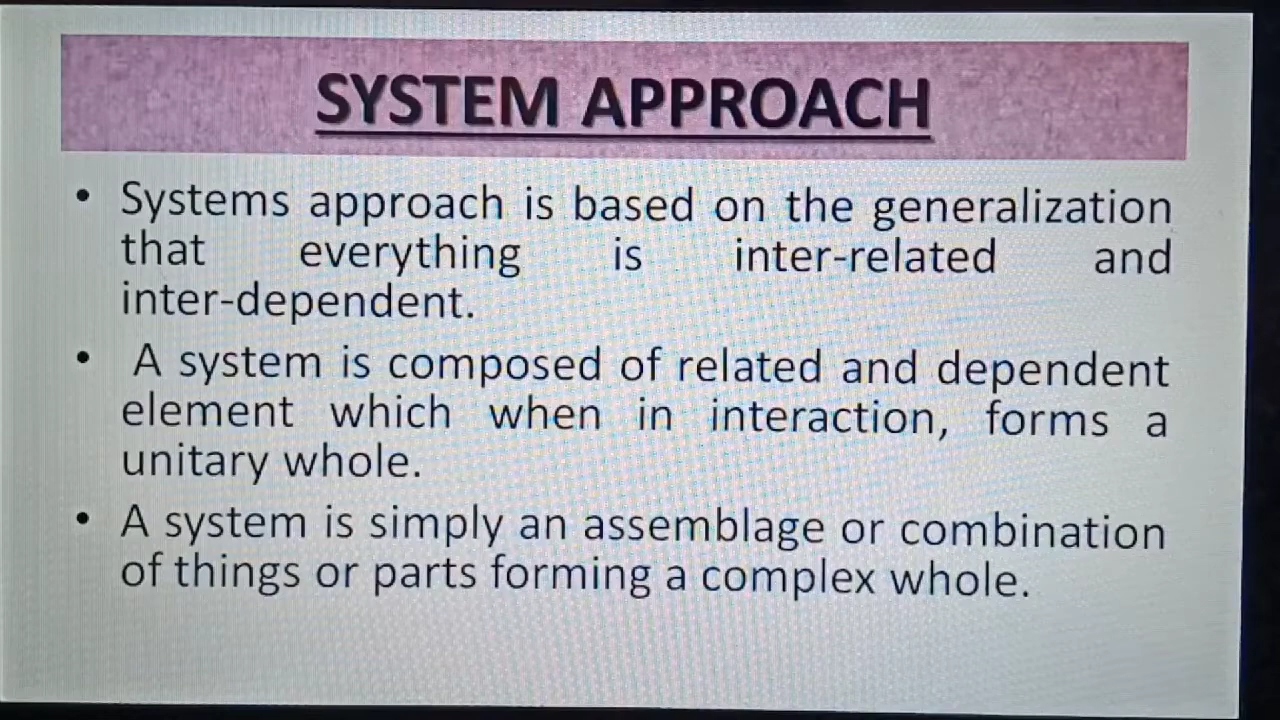 SYSTEM APPROACH
• Systems approach is based on the generalization
that everything is inter-related and
inter-dependent.
• A system is composed of related and dependent
element which when in interaction, forms a
unitary whole.
• A system is simply an assemblage or combination
of things or parts forming a complex whole.